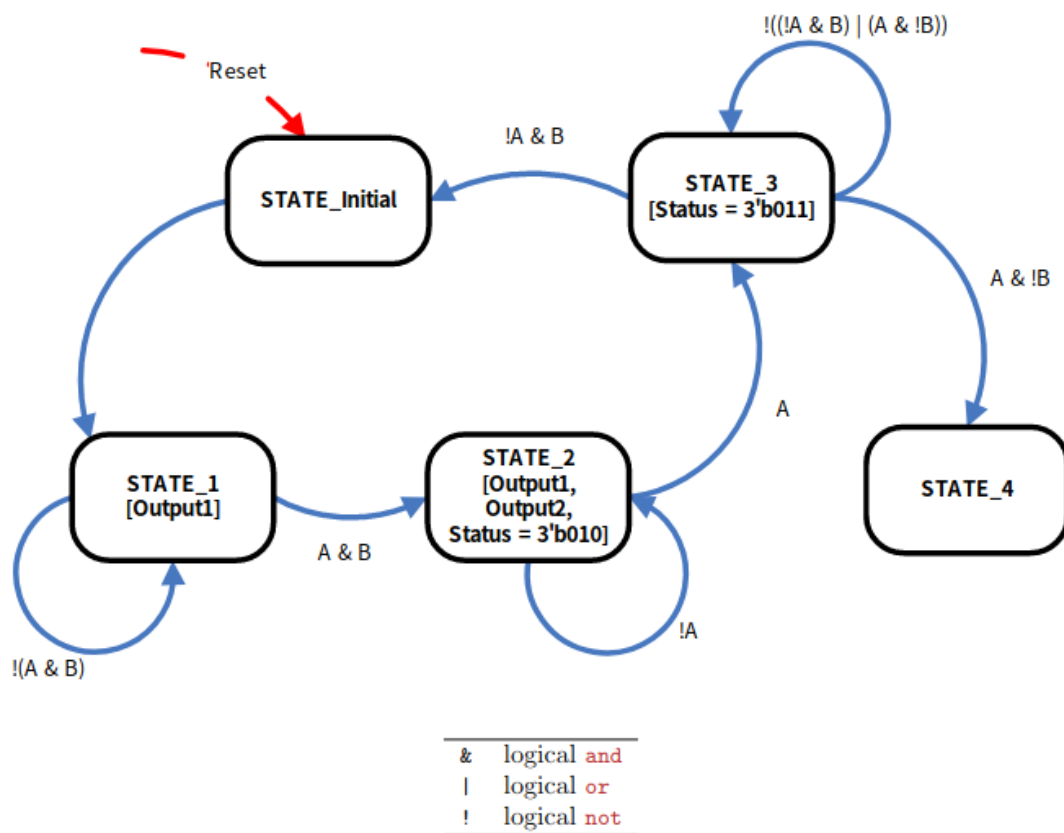 !((!A & B) | (A & !B))
'Reset
!A & B
STATE_Initial
STATE_3
[Status = 3'b011]
A & !B
A
STATE_1
[Output1]
A & B
STATE_2
[Output1,
Output2,
Status = 3'b010]
STATE_4
!A
!(A & B)
& logical and
| logical or
! logical not